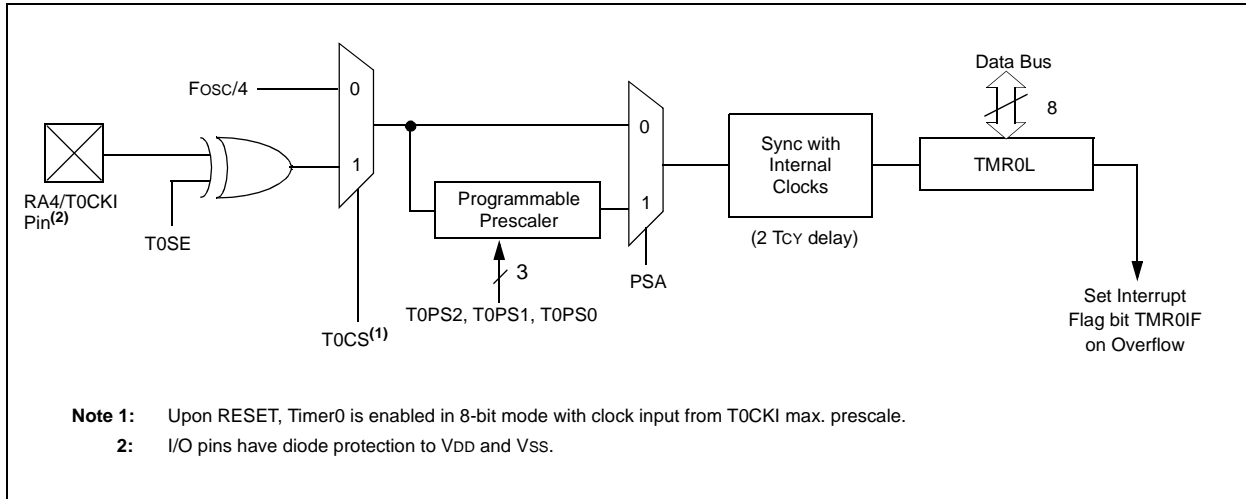 Data Bus
FOSC/4
0
8
0
Sync with
Internal
Clocks
TMR0L
1
RA4/T0CKI
Pin(2)
Programmable
Prescaler
1
T0SE
(2 TCY delay)
3
PSA
T0PS2, T0PS1, T0PS0
Set Interrupt
Flag bit TMR0IF
on Overflow
T0CS(1)
Note 1: Upon RESET, Timer0 is enabled in 8-bit mode with clock input from T0CKI max. prescale.
2: I/O pins have diode protection to VDD and VSS.